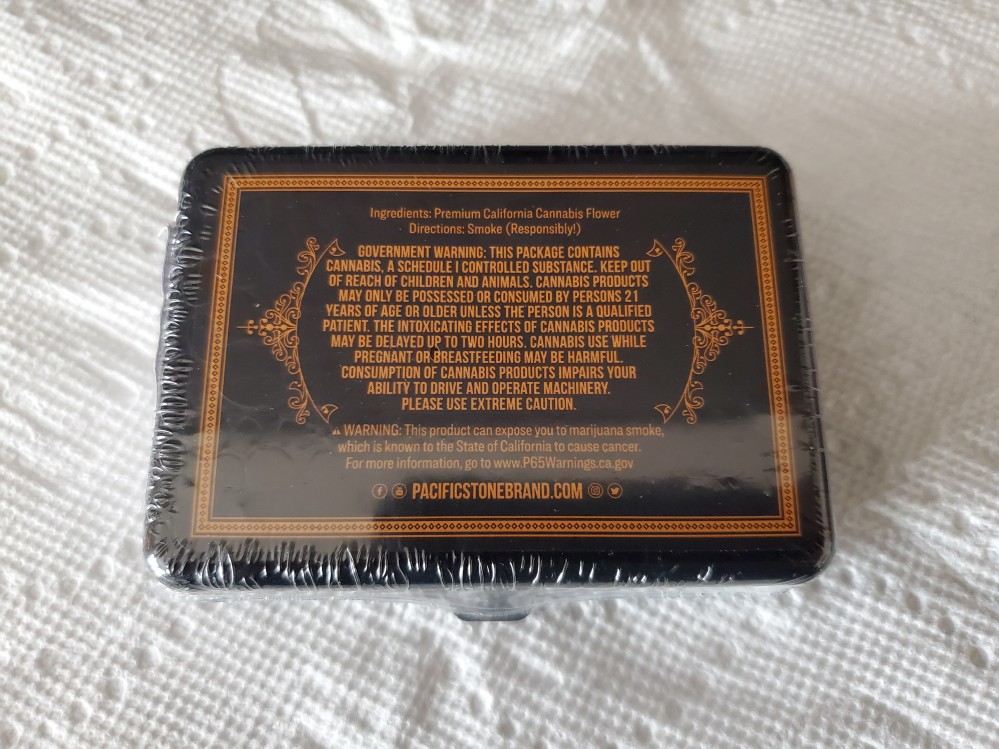 Ingredients: Premium California Cannabis Flower
Directions: Smoke (Responsibly!)
GOVERNMENT WARNING: THIS PACKAGE CONTAINS
CANNABIS, A SCHEDULE I CONTROLLED SUBSTANCE. KEEP OUT
OF REACH OF CHILDREN AND ANIMALS. CANNABIS PRODUCTS
MAY ONLY BE POSSESSED OR CONSUMED BY PERSONS 21
YEARS OF AGE OR OLDER UNLESS THE PERSON IS A QUALIFIED
PATIENT. THE INTOXICATING EFFECTS OF CANNABIS PRODUCTS
MAY BE DELAYED UP TO TWO HOURS. CANNABIS USE WHILE
PREGNANT OR BREASTFEEDING MAY BE HARMFUL.
CONSUMPTION OF CANNABIS PRODUCTS IMPAIRS YOUR
ABILITY TO DRIVE AND OPERATE MACHINERY.
PLEASE USE EXTREME CAUTION.
⚠ WARNING: This product can expose you to marijuana smoke,
which is known to the State of California to cause cancer.
For more information, go to www.P65Warnings.ca.gov
PACIFICSTONEBRAND.COM